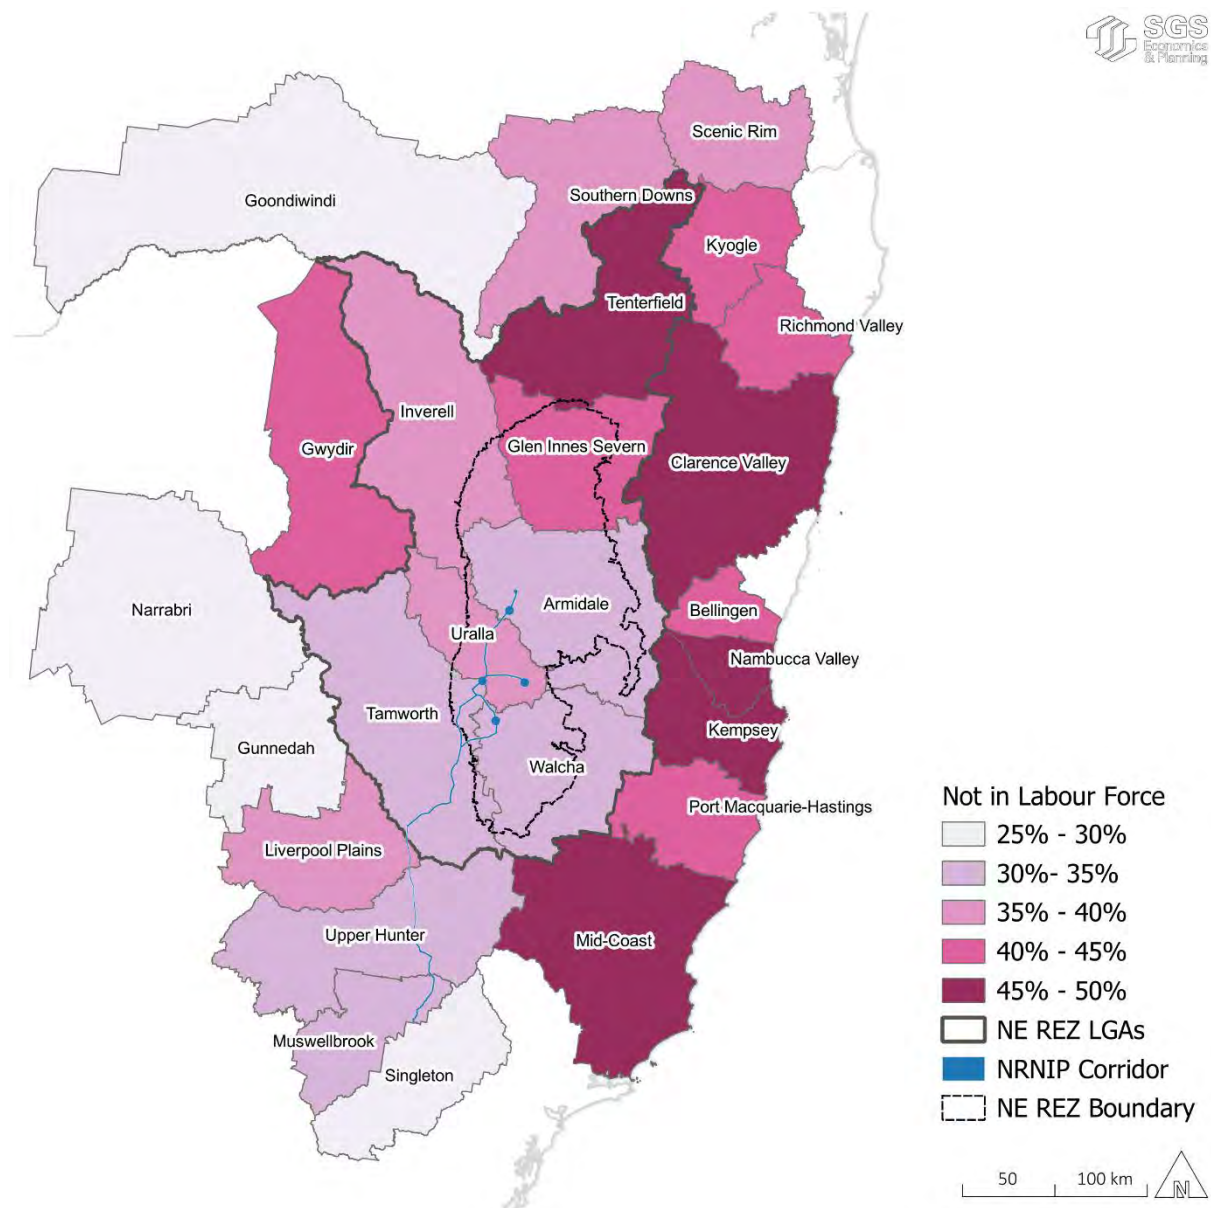 SGS
Economics
& Planning
Scenic Rim
Southern Downs
Goondiwindi
Kyogle
Tenterfield
Richmond Valley
Inverell
Glen Innes Severn
Gwydir
Clarence Valley
Narrabri
Armidale
Bellingen
Uralla
Nambucca Valley
Tamworth
Kempsey
Gunnedah
Walcha
Port Macquarie-Hastings
Liverpool Plains
Upper Hunter
Mid-Coast
Muswellbrook
Singleton
Not in Labour Force
25% - 30%
30%- 35%
35% - 40%
40% - 45%
45% - 50%
NE REZ LGAs
NRNIP Corridor
NE REZ Boundary
50 100 km
N